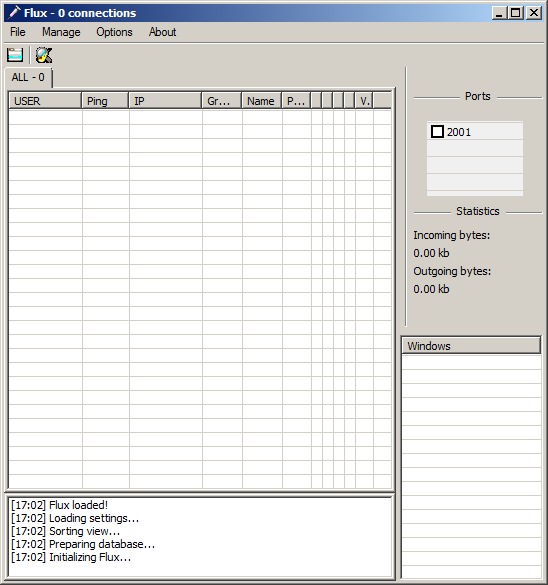 Flux - 0 connections
File Manage Options About
ALL - 0
USER Ping IP Gr... Name P... V.
Ports
2001
Statistics
Incoming bytes:
0.00 kb
Outgoing bytes:
0.00 kb
Windows
[17:02] Flux loaded!
[17:02] Loading settings...
[17:02] Sorting view...
[17:02] Preparing database...
[17:02] Initializing Flux...